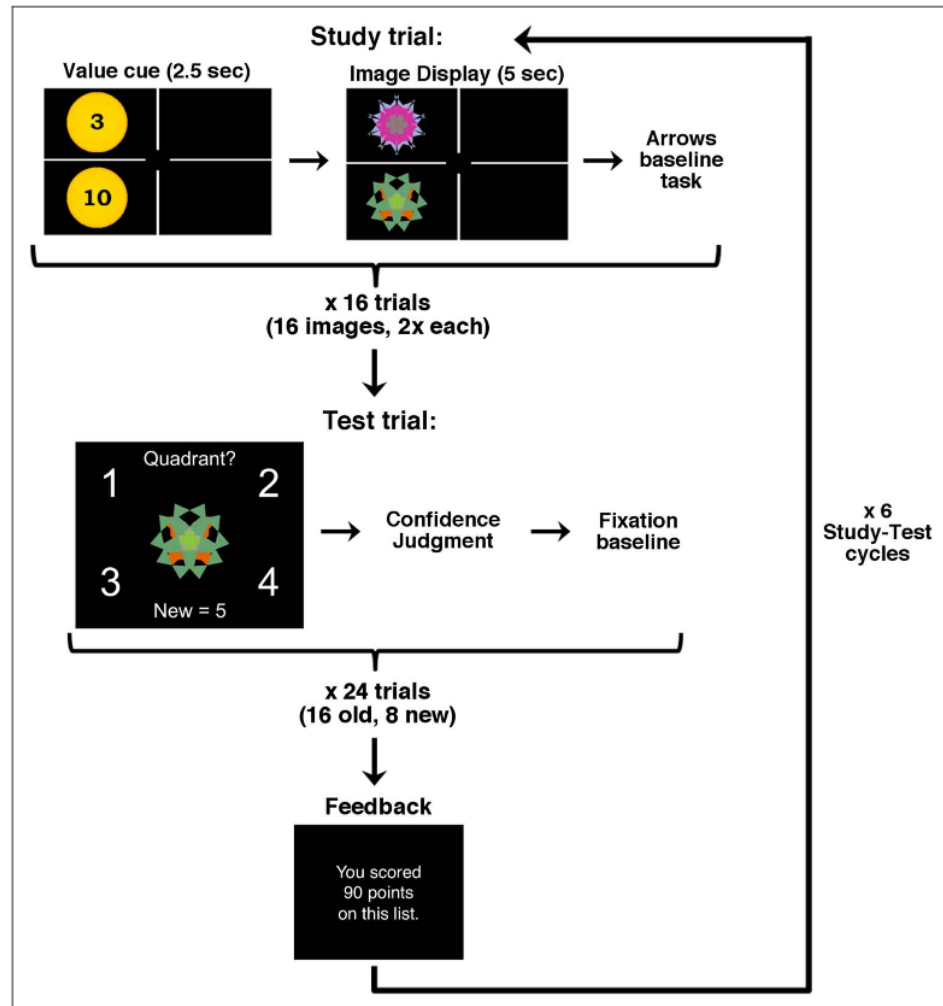 Study trial:
Value cue (2.5 sec)
Image Display (5 sec)
3
10
Arrows
baseline
task
x 16 trials
(16 images, 2x each)
Test trial:
Quadrant?
1
2
3
4
New = 5
Confidence
Judgment
Fixation
baseline
x 6
Study-Test
cycles
x 24 trials
(16 old, 8 new)
Feedback
You scored
90 points
on this list.